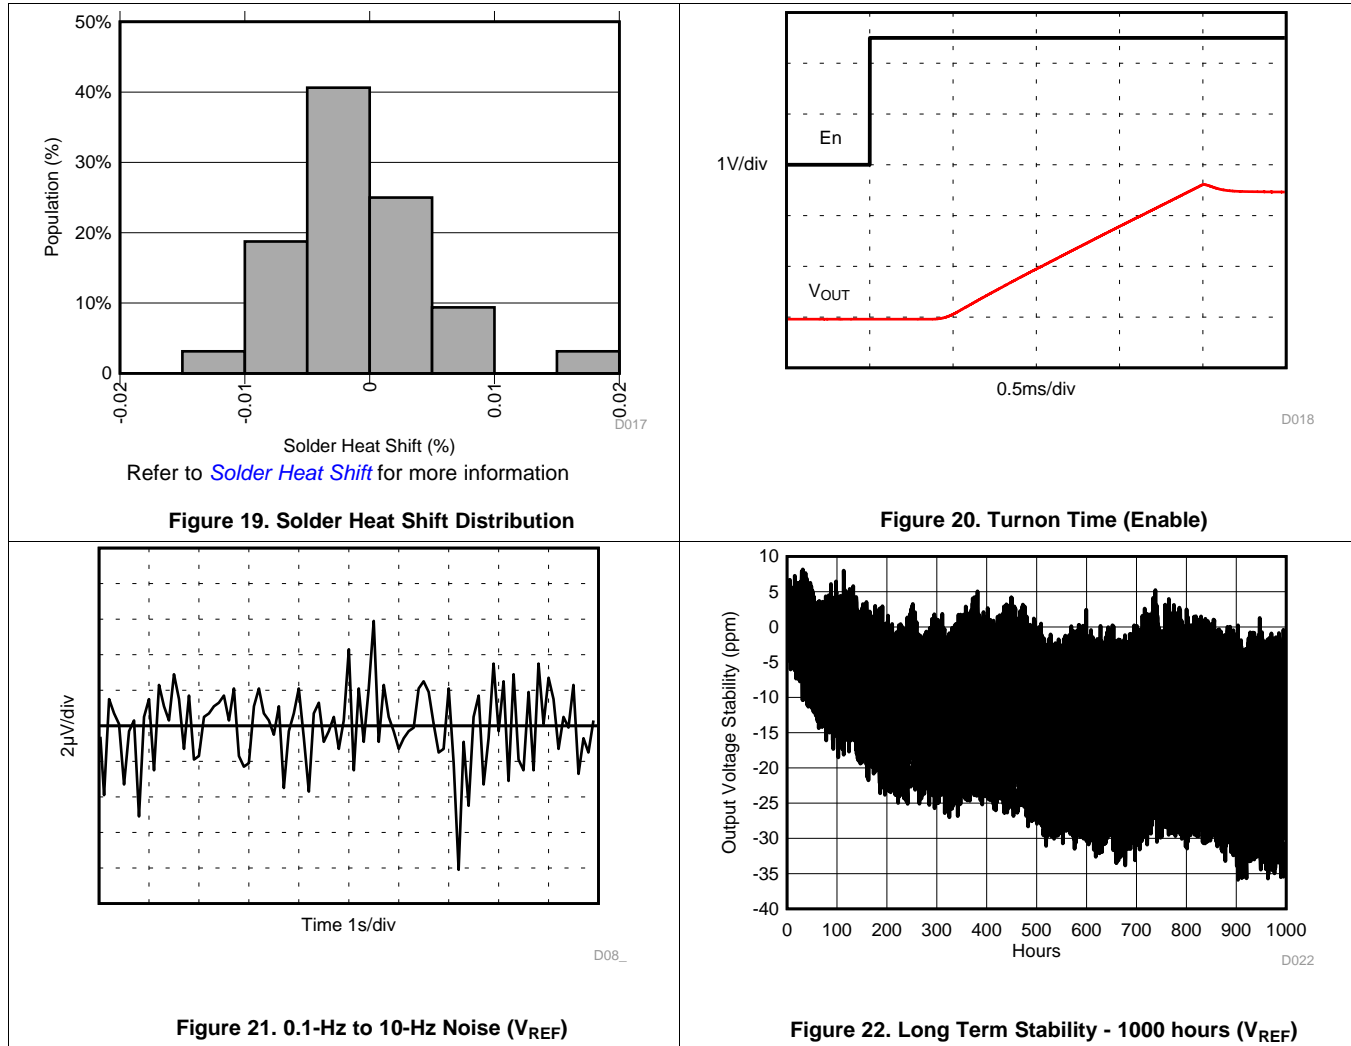 50%
40%
30%
20%
10%
0
Population (%)
-0.02
-0.01
0
0.01
0.02
D017
Solder Heat Shift (%)
Refer to Solder Heat Shift for more information
Figure 19. Solder Heat Shift Distribution
En
1V/div
VOUT
0.5ms/div
D018
Figure 20. Turnon Time (Enable)
2µV/div
Time 1s/div
D08_
Figure 21. 0.1-Hz to 10-Hz Noise (VREF)
10
5
0
-5
-10
-15
-20
-25
-30
-35
-40
Output Voltage Stability (ppm)
0 100 200 300 400 500 600 700 800 900 1000
Hours
D022
Figure 22. Long Term Stability - 1000 hours (VREF)